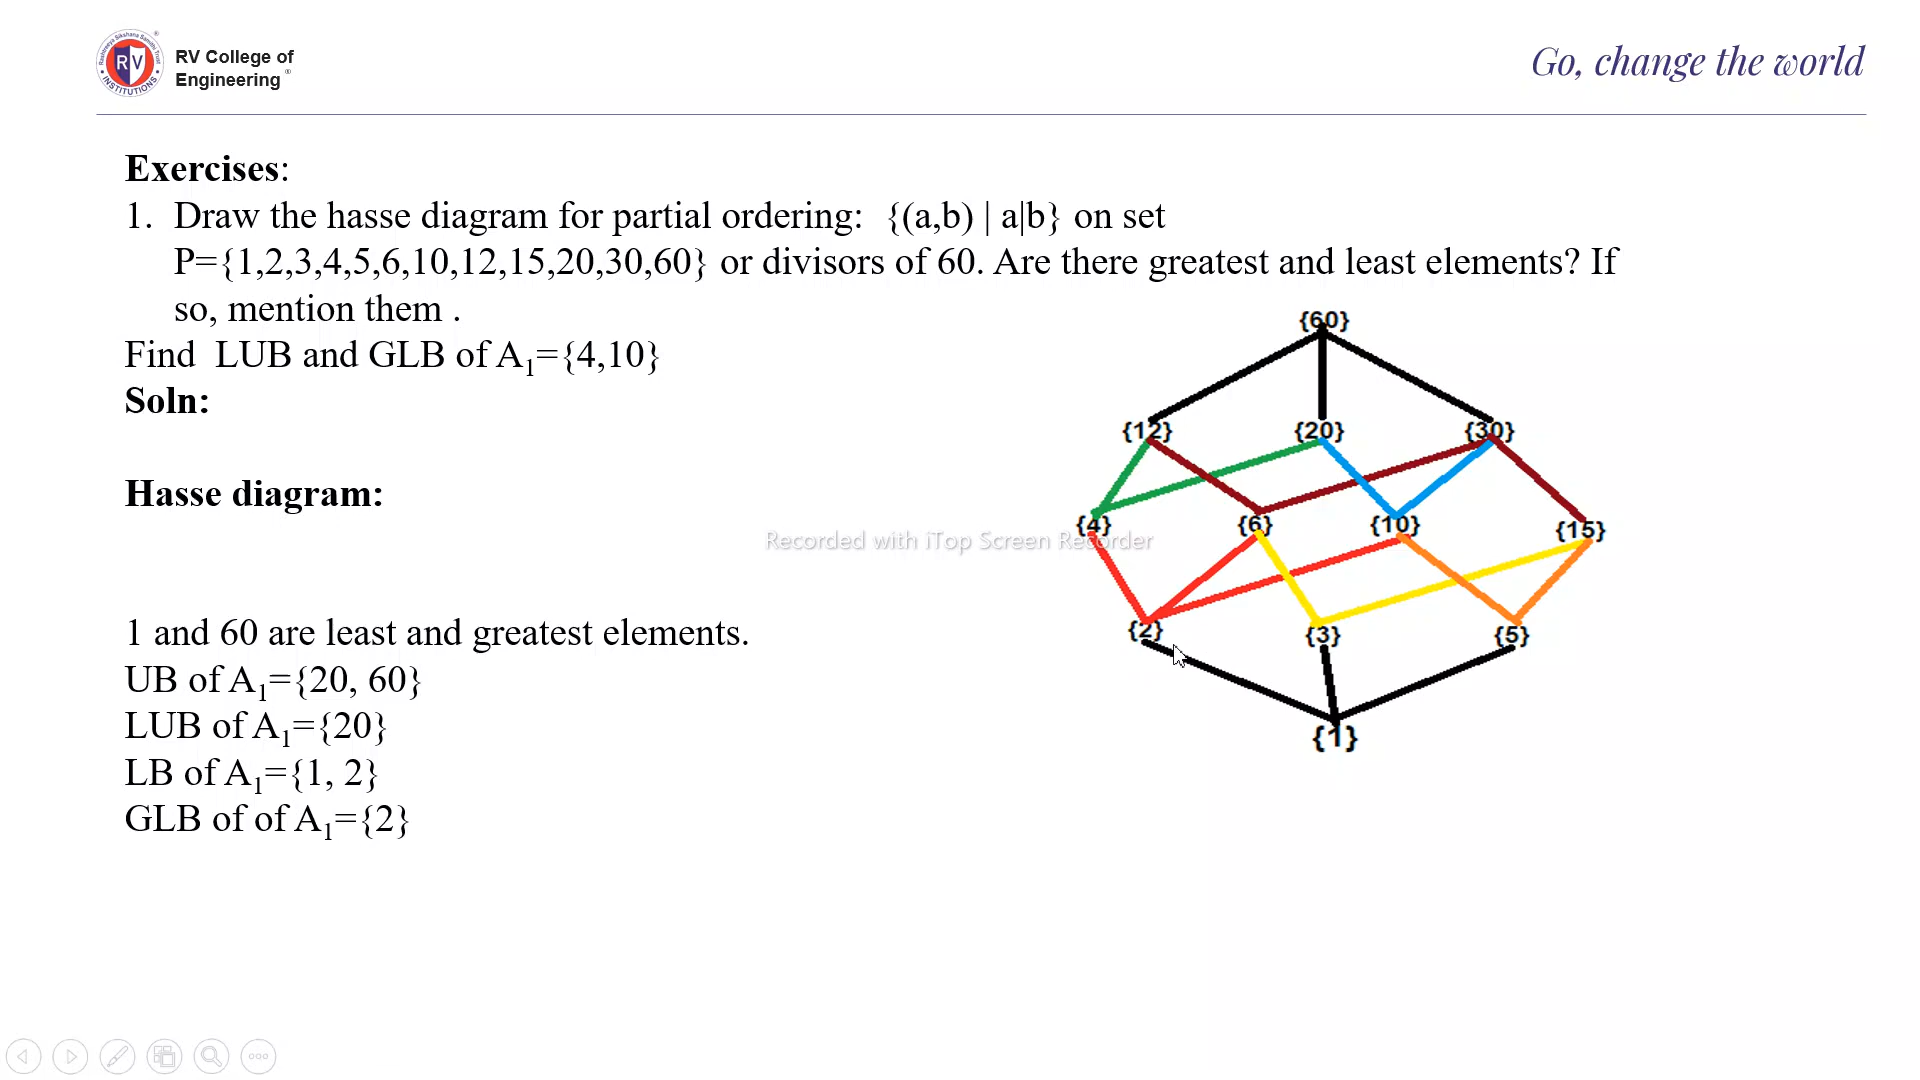 RV College of
Engineering ®
Go, change the world
Exercises:
1. Draw the hasse diagram for partial ordering: {(a,b) | a|b} on set
P={1,2,3,4,5,6,10,12,15,20,30,60} or divisors of 60. Are there greatest and least elements? If
so, mention them .
Find LUB and GLB of A1={4,10}
Soln:
Hasse diagram:
1 and 60 are least and greatest elements.
UB of A1={20, 60}
LUB of A1={20}
LB of A1={1, 2}
GLB of of A1={2}
{60}
{12} {20} {30}
{4} {6} {10} {15}
{2} {3} {5}
{1}
Recorded with iTop Screen Recorder
RV
INSTITUTIONS